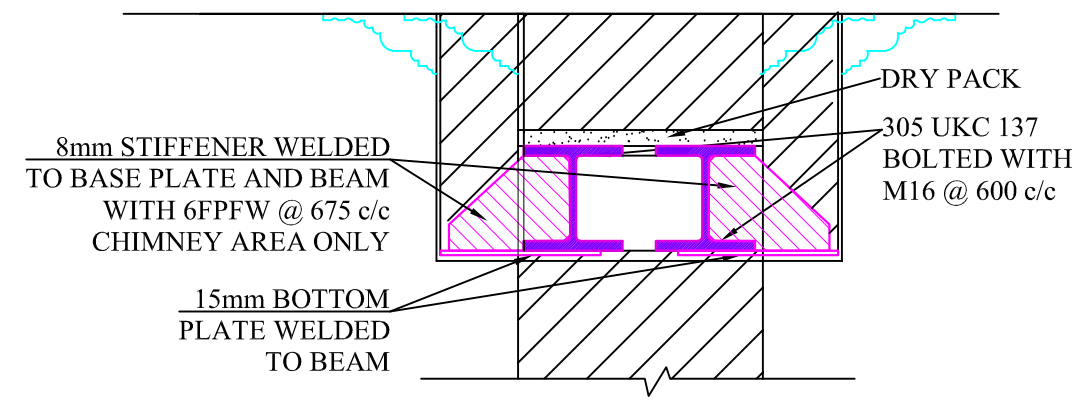 DRY PACK
305 UKC 137
BOLTED WITH
M16 @ 600 c/c
8mm STIFFENER WELDED
TO BASE PLATE AND BEAM
WITH 6FPFW @ 675 c/c
CHIMNEY AREA ONLY
15mm BOTTOM
PLATE WELDED
TO BEAM